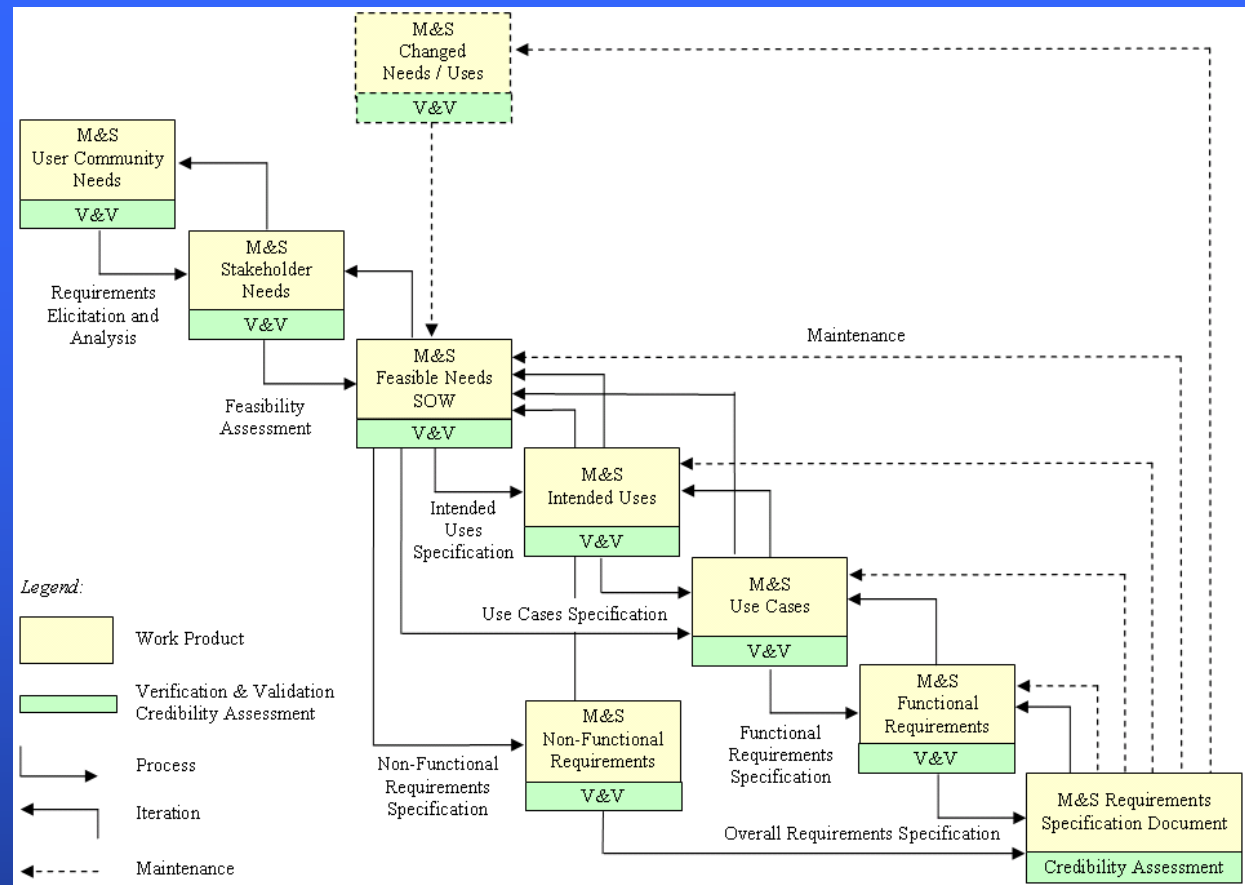 M&S
Changed
Needs / Uses
V&V
M&S
User Community
Needs
V&V
M&S
Stakeholder
Needs
V&V
Requirements
Elicitation and
Analysis
Maintenance
M&S
Feasible Needs
SOW
V&V
Feasibility
Assessment
M&S
Intended Uses
V&V
Intended
Uses
Specification
M&S
Use Cases
V&V
Use Cases Specification
Legend:
Work Product
Verification & Validation
Credibility Assessment
Process
Iteration
Maintenance
M&S
Non-Functional
Requirements
V&V
Non-Functional
Requirements
Specification
M&S
Functional
Requirements
V&V
Functional
Requirements
Specification
Overall Requirements Specification
M&S Requirements
Specification Document
Credibility Assessment